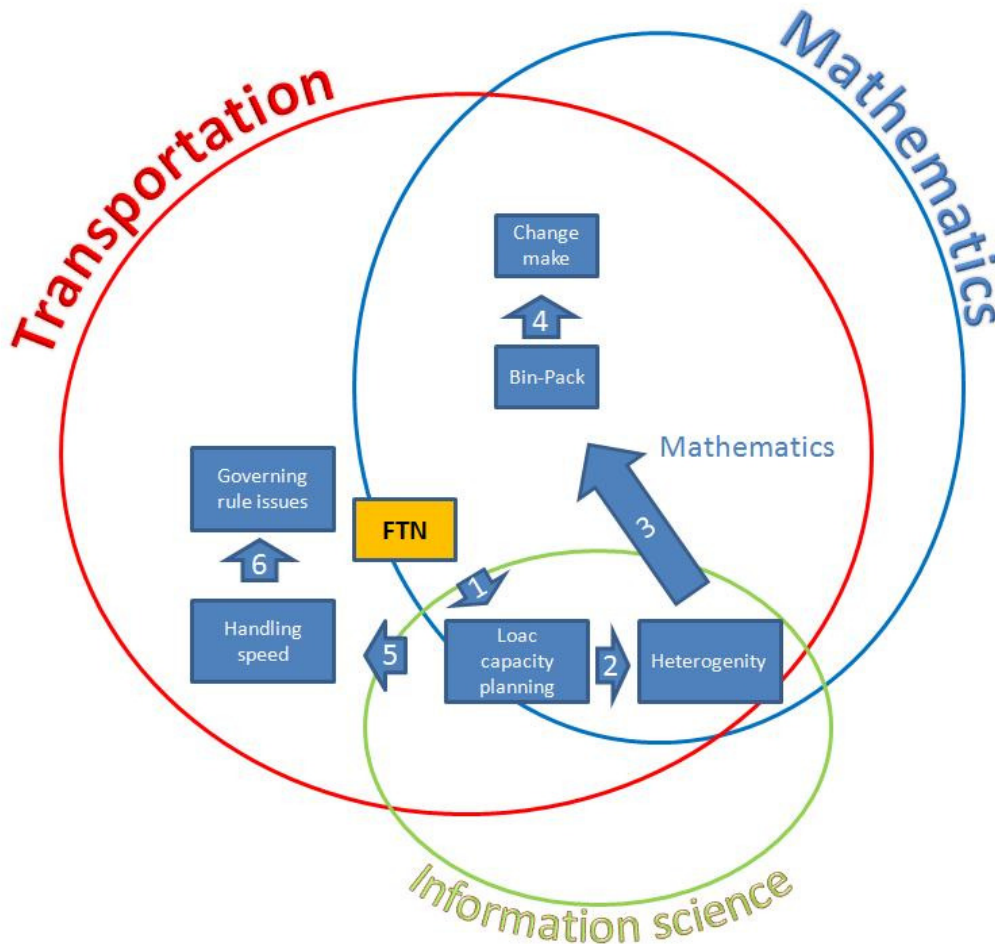 Transportation
Mathematics
Change
make
4
Bin-Pack
Mathematics
Governing
rule issues
FTN
3
6
1
Handling
speed
5
Loac
capacity
planning
2
Heterogenity
Information science